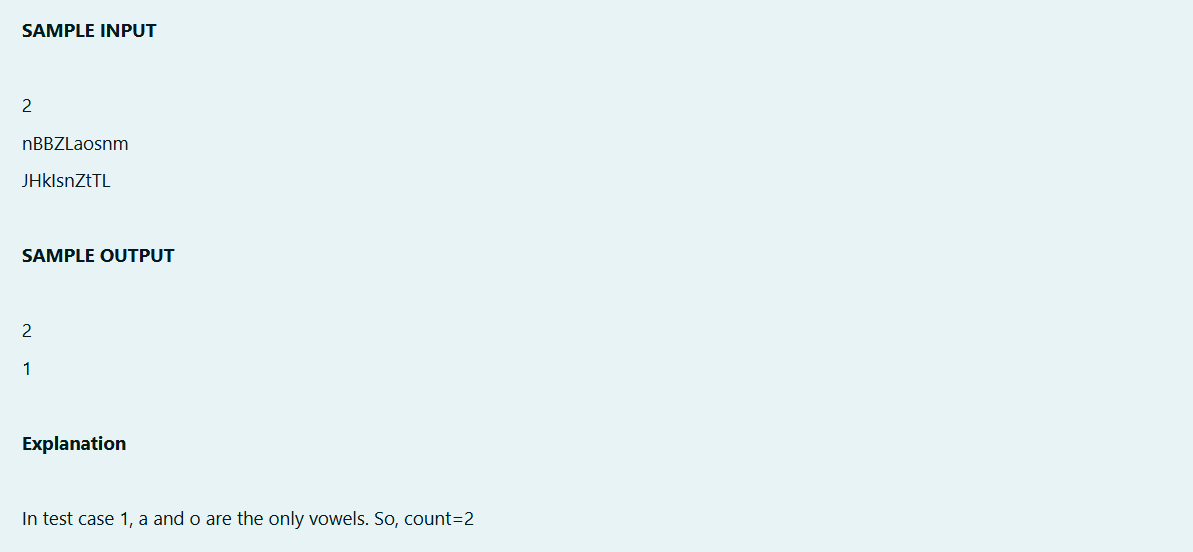 SAMPLE INPUT
2
nBBZLaosnm
JHkIsnZtTL
SAMPLE OUTPUT
2
1
Explanation
In test case 1, a and o are the only vowels. So, count=2